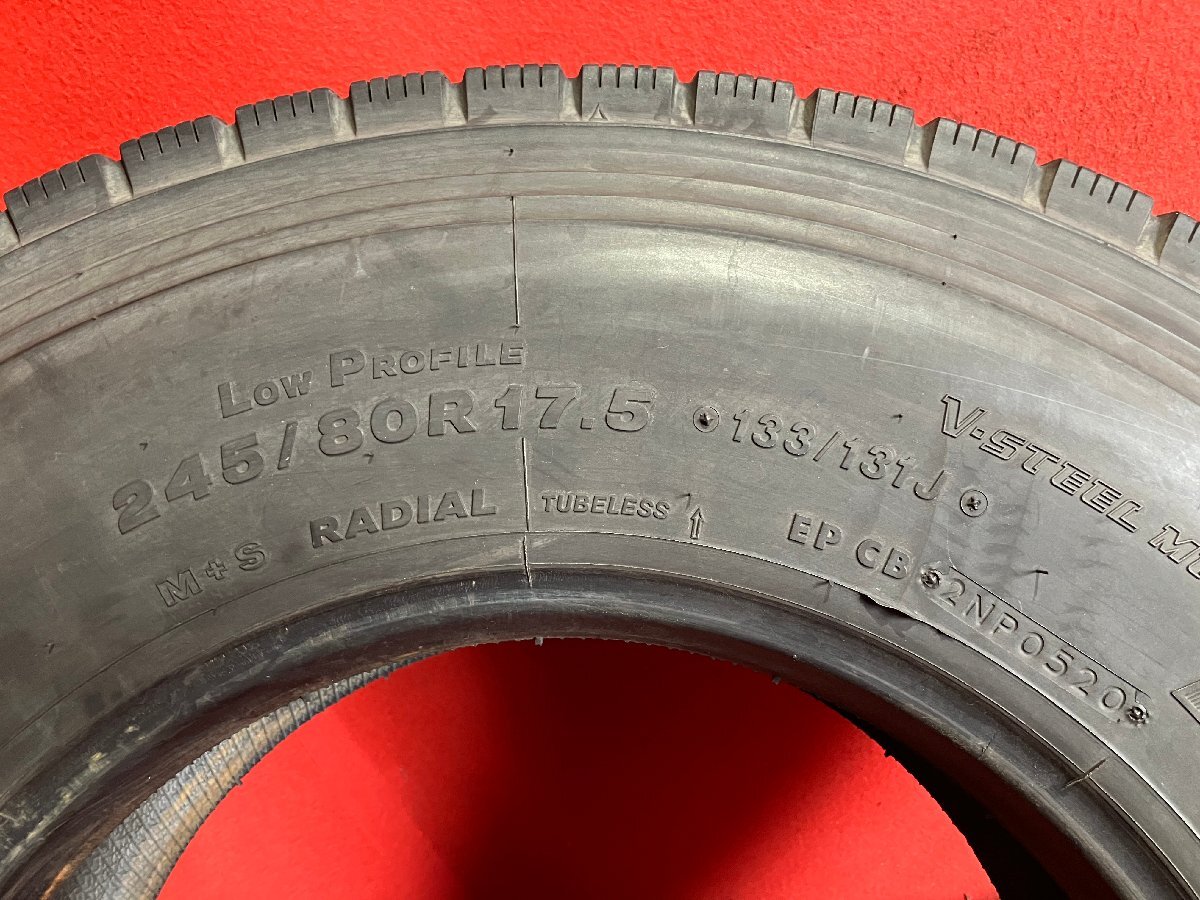 LOW PROFILE
245/80R17.5 133/131J
M+S RADIAL TUBELESS
EP CB 2NP0520
V·STEEL